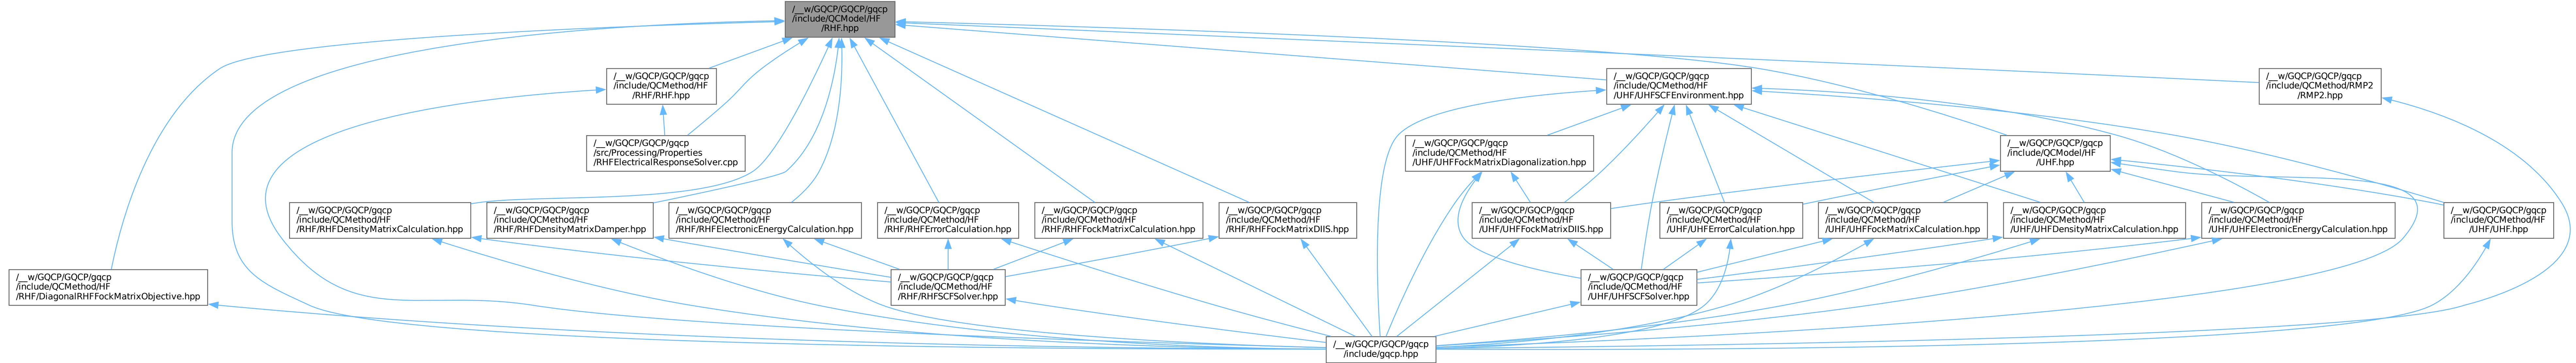 /__w/GQCP/GQCP/gqcp
/include/QCModel/HF
/RHF.hpp
/__w/GQCP/GQCP/gqcp
/include/QCMethod/HF
/RHF/RHF.hpp
/__w/GQCP/GQCP/gqcp
/include/QCMethod/HF
/UHF/UHFSCFEnvironment.hpp
/__w/GQCP/GQCP/gqcp
/include/QCMethod/RMP2
/RMP2.hpp
/__w/GQCP/GQCP/gqcp
/src/Processing/Properties
/RHFElectricalResponseSolver.cpp
/__w/GQCP/GQCP/gqcp
/include/QCMethod/HF
/UHF/UHFFockMatrixDiagonalization.hpp
/__w/GQCP/GQCP/gqcp
/include/QCModel/HF
/UHF.hpp
/__w/GQCP/GQCP/gqcp
/include/QCMethod/HF
/RHF/RHFDensityMatrixCalculation.hpp
/__w/GQCP/GQCP/gqcp
/include/QCMethod/HF
/RHF/RHFDensityMatrixDamper.hpp
/__w/GQCP/GQCP/gqcp
/include/QCMethod/HF
/RHF/RHFElectronicEnergyCalculation.hpp
/__w/GQCP/GQCP/gqcp
/include/QCMethod/HF
/RHF/RHFErrorCalculation.hpp
/__w/GQCP/GQCP/gqcp
/include/QCMethod/HF
/RHF/RHFFockMatrixCalculation.hpp
/__w/GQCP/GQCP/gqcp
/include/QCMethod/HF
/RHF/RHFFockMatrixDIIS.hpp
/__w/GQCP/GQCP/gqcp
/include/QCMethod/HF
/UHF/UHFFockMatrixDIIS.hpp
/__w/GQCP/GQCP/gqcp
/include/QCMethod/HF
/UHF/UHFErrorCalculation.hpp
/__w/GQCP/GQCP/gqcp
/include/QCMethod/HF
/UHF/UHFFockMatrixCalculation.hpp
/__w/GQCP/GQCP/gqcp
/include/QCMethod/HF
/UHF/UHFDensityMatrixCalculation.hpp
/__w/GQCP/GQCP/gqcp
/include/QCMethod/HF
/UHF/UHFElectronicEnergyCalculation.hpp
/__w/GQCP/GQCP/gqcp
/include/QCMethod/HF
/UHF/UHF.hpp
/__w/GQCP/GQCP/gqcp
/include/QCMethod/HF
/RHF/DiagonalRHFFockMatrixObjective.hpp
/__w/GQCP/GQCP/gqcp
/include/QCMethod/HF
/RHF/RHFSCFSolver.hpp
/__w/GQCP/GQCP/gqcp
/include/QCMethod/HF
/UHF/UHFSCFSolver.hpp
/__w/GQCP/GQCP/gqcp
/include/gqcp.hpp